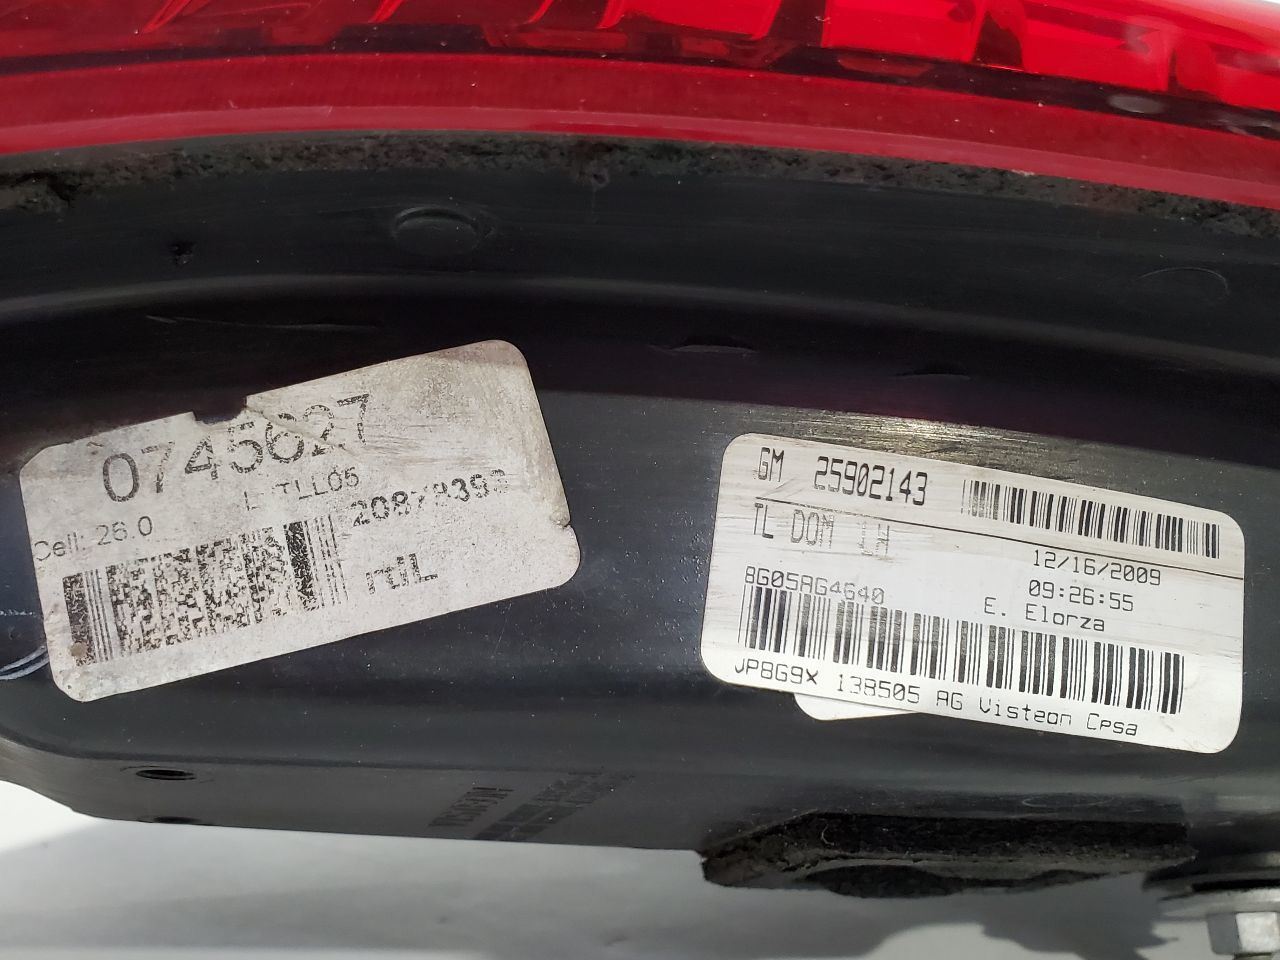 0745627
TLL05
Cell: 26.0
rdL
GM 25902143
TL DOM LH
12/16/2009
8G05AG4640
09:26:55
E. Elorza
JP8G9X 138505 AG Visteon Cpsa